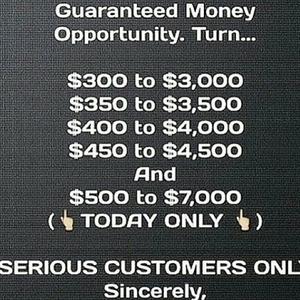 Guaranteed Money
Opportunity. Turn...
$300 to $3,000
$350 to $3,500
$400 to $4,000
$450 to $4,500
And
$500 to $7,000
(👆🏼TODAY ONLY 👆🏼)
SERIOUS CUSTOMERS ONLY
Sincerely,